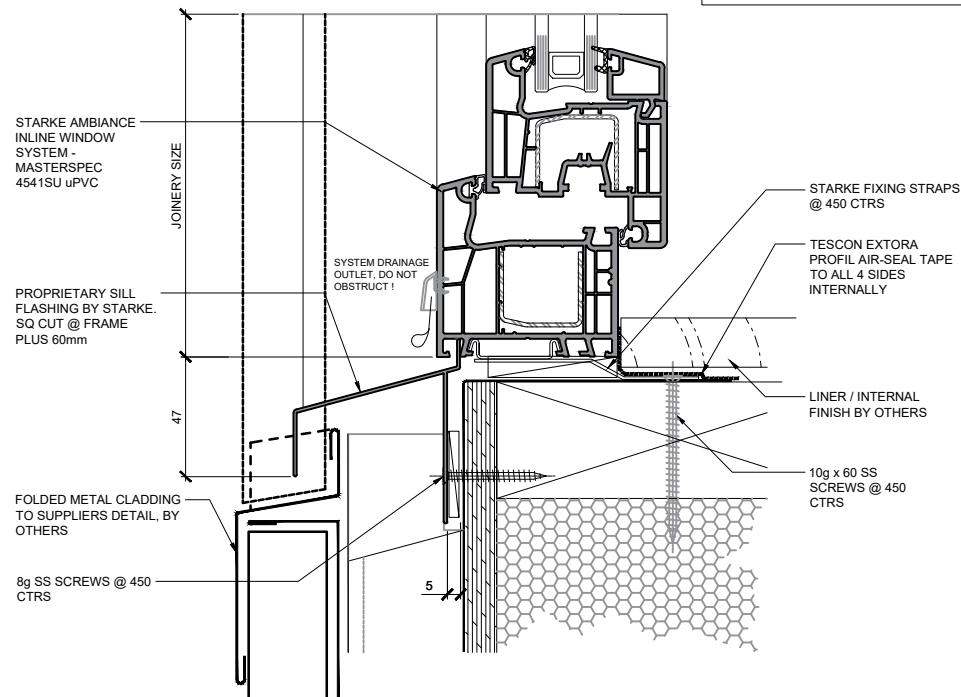 STARKE AMBIANCE
INLINE WINDOW
SYSTEM -
MASTERSPEC
4541SU uPVC
JOINERY SIZE
SYSTEM DRAINAGE
OUTLET, DO NOT
OBSTRUCT !
PROPRIETARY SILL
FLASHING BY STARKE.
SQ CUT @ FRAME
PLUS 60mm
47
FOLDED METAL CLADDING
TO SUPPLIERS DETAIL, BY
OTHERS
8g SS SCREWS @ 450
CTRS
5
STARKE FIXING STRAPS
@ 450 CTRS
TESCON EXTORA
PROFIL AIR-SEAL TAPE
TO ALL 4 SIDES
INTERNALLY
LINER / INTERNAL
FINISH BY OTHERS
10g x 60 SS
SCREWS @ 450
CTRS